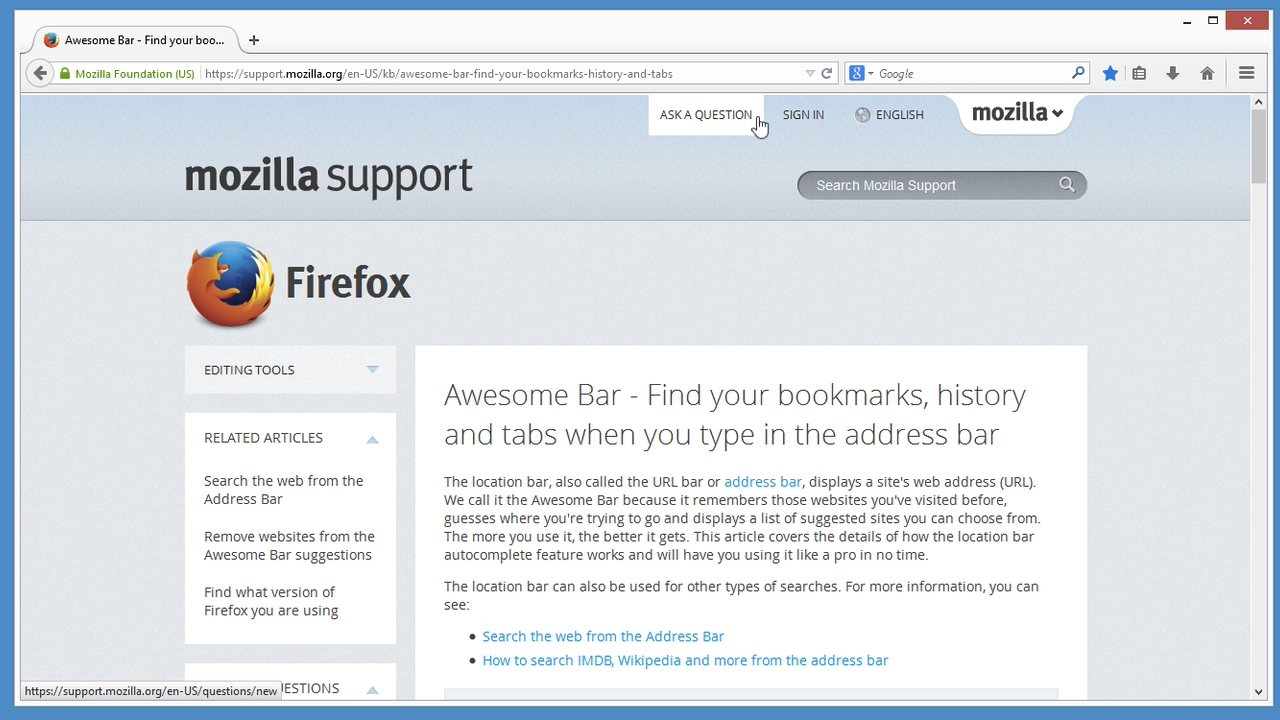 Awesome Bar - Find your boo...
Mozilla Foundation (US)
https://support.mozilla.org/en-US/kb/awesome-bar-find-your-bookmarks-history-and-tabs
8
Google
ASK A QUESTION
SIGN IN
ENGLISH
mozilla
mozilla support
Search Mozilla Support
Firefox
EDITING TOOLS
RELATED ARTICLES
Search the web from the
Address Bar
Remove websites from the
Awesome Bar suggestions
Find what version of
Firefox you are using
ESTIONS
Awesome Bar - Find your bookmarks, history
and tabs when you type in the address bar
The location bar, also called the URL bar or address bar, displays a site's web address (URL).
We call it the Awesome Bar because it remembers those websites you've visited before,
guesses where you're trying to go and displays a list of suggested sites you can choose from.
The more you use it, the better it gets. This article covers the details of how the location bar
autocomplete feature works and will have you using it like a pro in no time.
The location bar can also be used for other types of searches. For more information, you can
see:
• Search the web from the Address Bar
• How to search IMDB, Wikipedia and more from the address bar
https://support.mozilla.org/en-US/questions/new